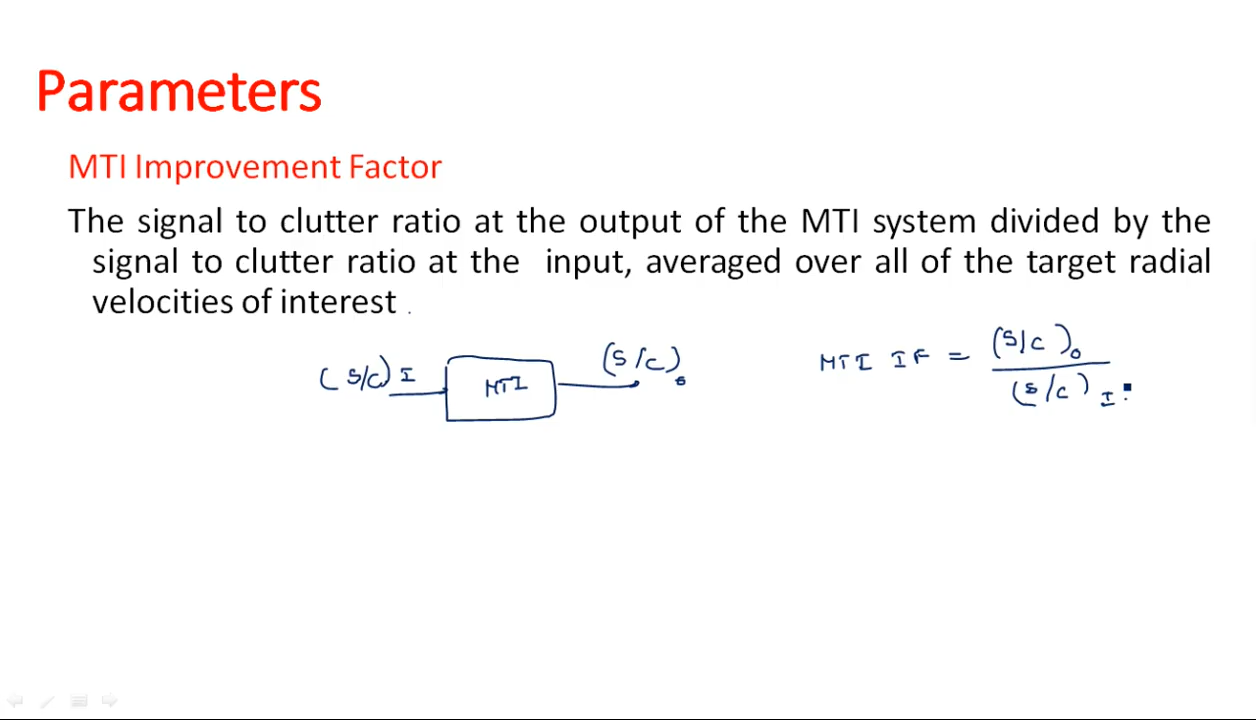 Parameters
MTI Improvement Factor
The signal to clutter ratio at the output of the MTI system divided by the
signal to clutter ratio at the input, averaged over all of the target radial
velocities of interest .
(S/C) I
MTI
(S/C)o
MTI IF = (S/C)o
(S/C) I